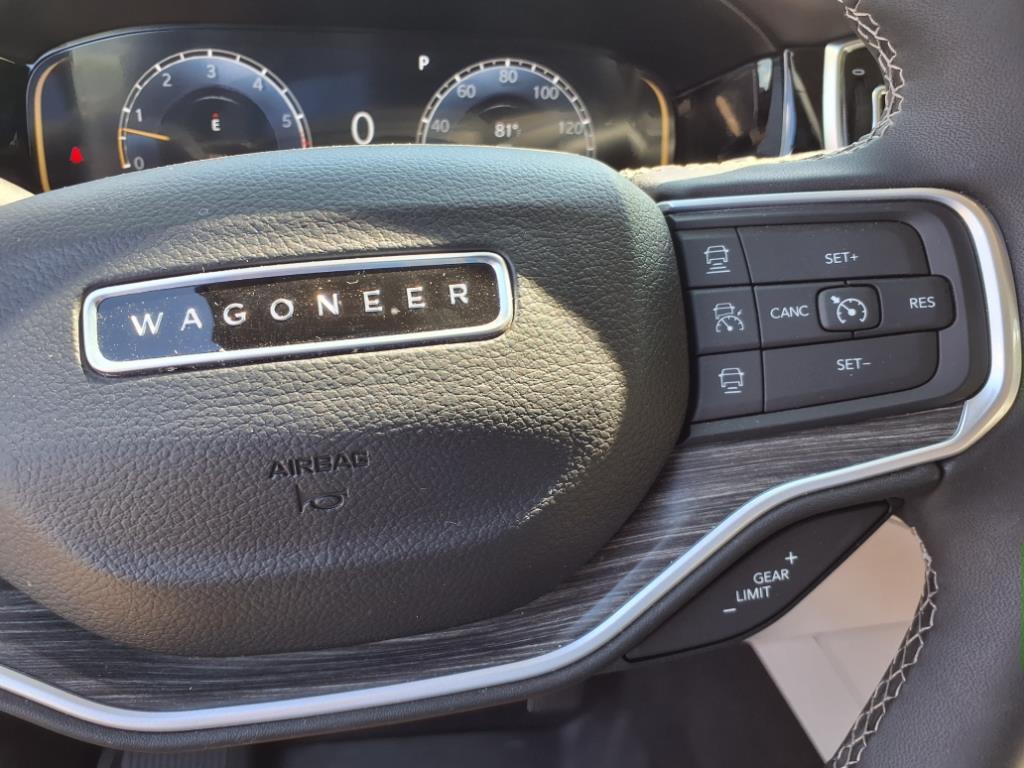 P
0 1 2 3 4 5
E
0
40 60 80 100 120
81°
WAGONEER
AIRBAG
SET+
CANC
RES
SET−
+
GEAR
LIMIT
−